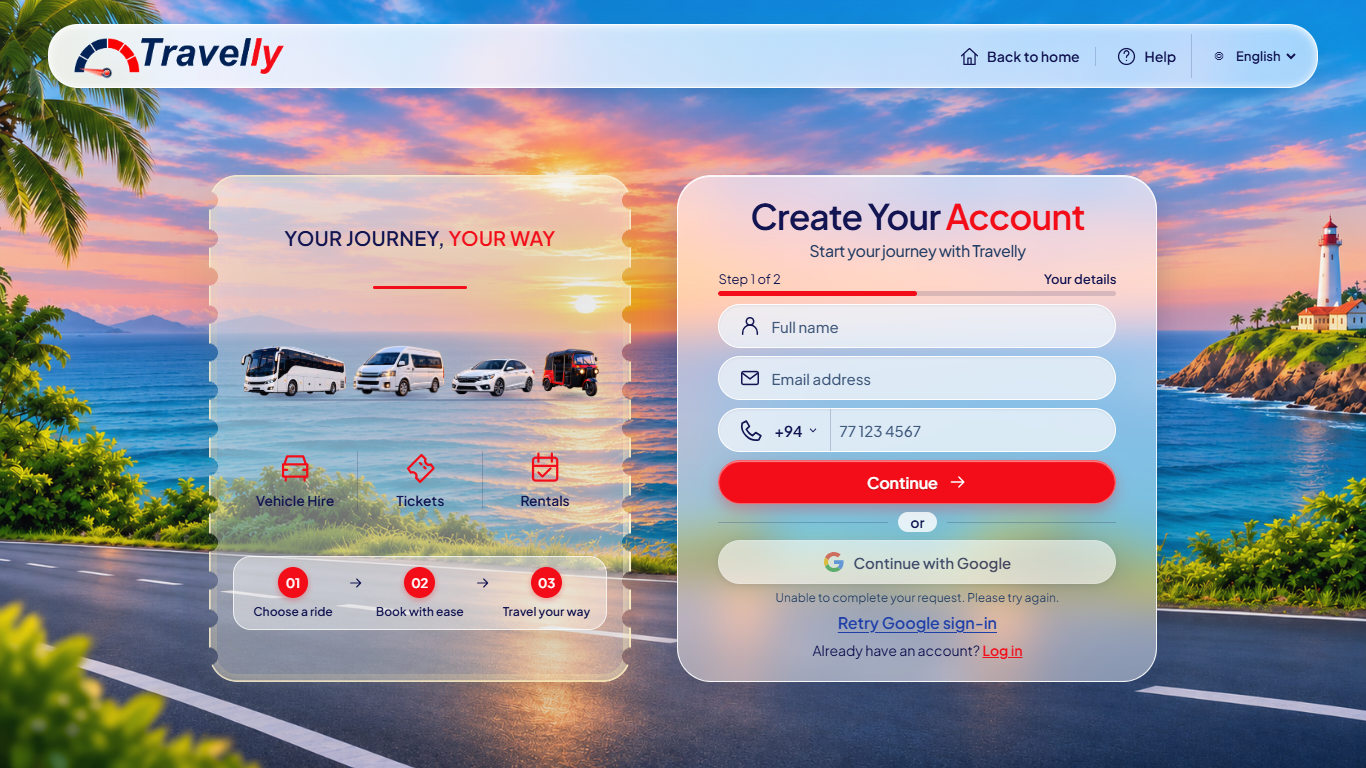 Travelly
Back to home
Help
English
YOUR JOURNEY, YOUR WAY
Vehicle Hire
Tickets
Rentals
01
02
03
Choose a ride
Book with ease
Travel your way
Create Your Account
Start your journey with Travelly
Step 1 of 2
Your details
Full name
Email address
+94
77 123 4567
Continue
or
Continue with Google
Unable to complete your request. Please try again.
Retry Google sign-in
Already have an account? Log in